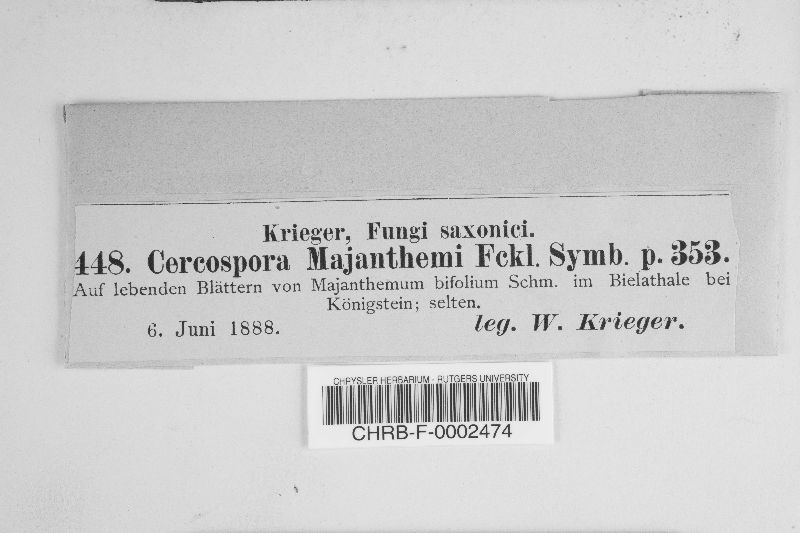 Krieger, Fungi saxonici.
448. Cercospora Majanthemi Fckl. Symb. p. 353.
Auf lebenden Blättern von Majanthemum bifolium Schm. im Bielathale bei
Königstein; selten.
6. Juni 1888. leg. W. Krieger.
CHRYSLER HERBARIUM - RUTGERS UNIVERSITY
CHRB-F-0002474